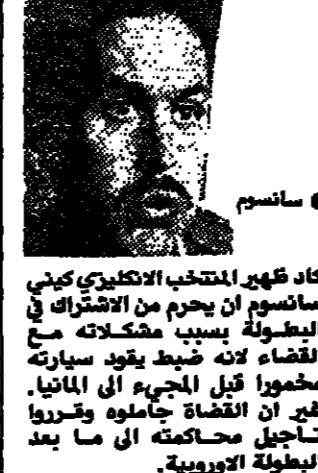 سانسوم
كاد ظهير المنتخب الانكليزي كيني
سانسوم ان يحرم من الاشتراك في
البطولة بسبب مشكلاته مع
القضاء لانه ضبط يقود سيارته
مخمورا قبل المجيء الى المانيا.
غير ان القضاة جاملوه وقرروا
تأجيل محاكمته الى ما بعد
البطولة الاوروبية.